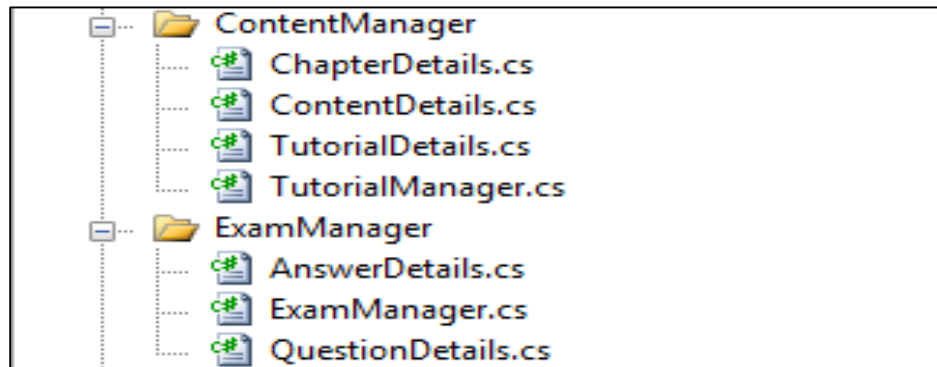 ContentManager
ChapterDetails.cs
ContentDetails.cs
TutorialDetails.cs
TutorialManager.cs
ExamManager
AnswerDetails.cs
ExamManager.cs
QuestionDetails.cs